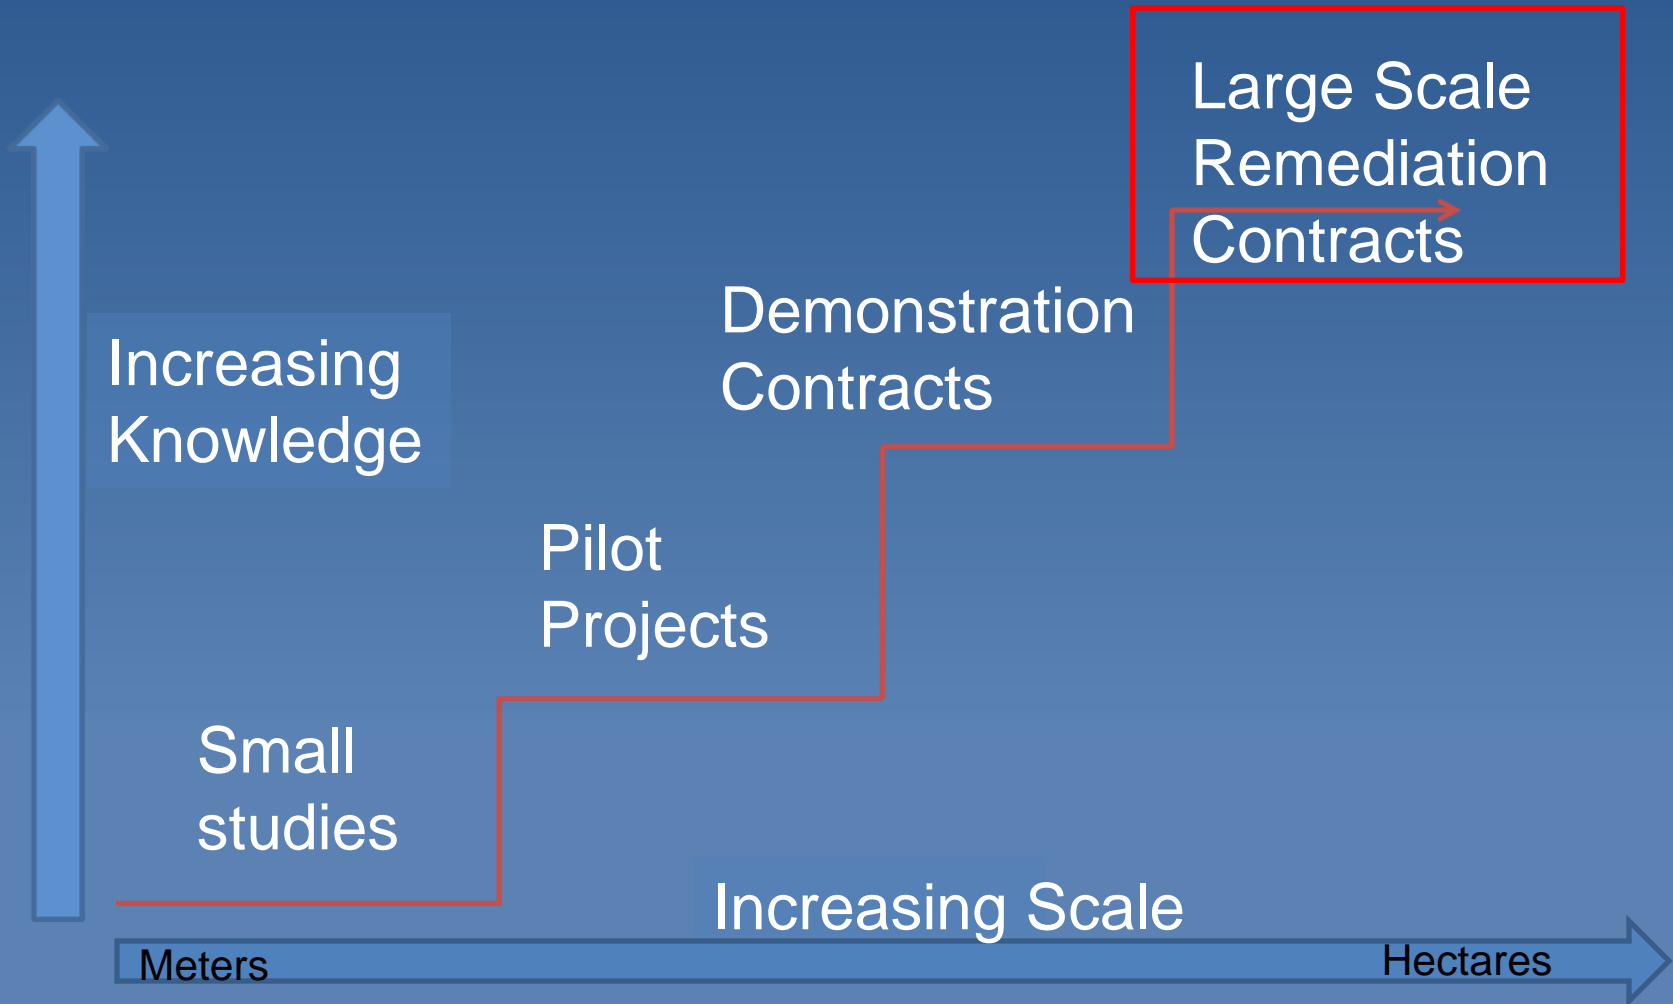 Large Scale
Remediation
Contracts
Demonstration
Contracts
Increasing
Knowledge
Pilot
Projects
Small
studies
Increasing Scale
Meters
Hectares